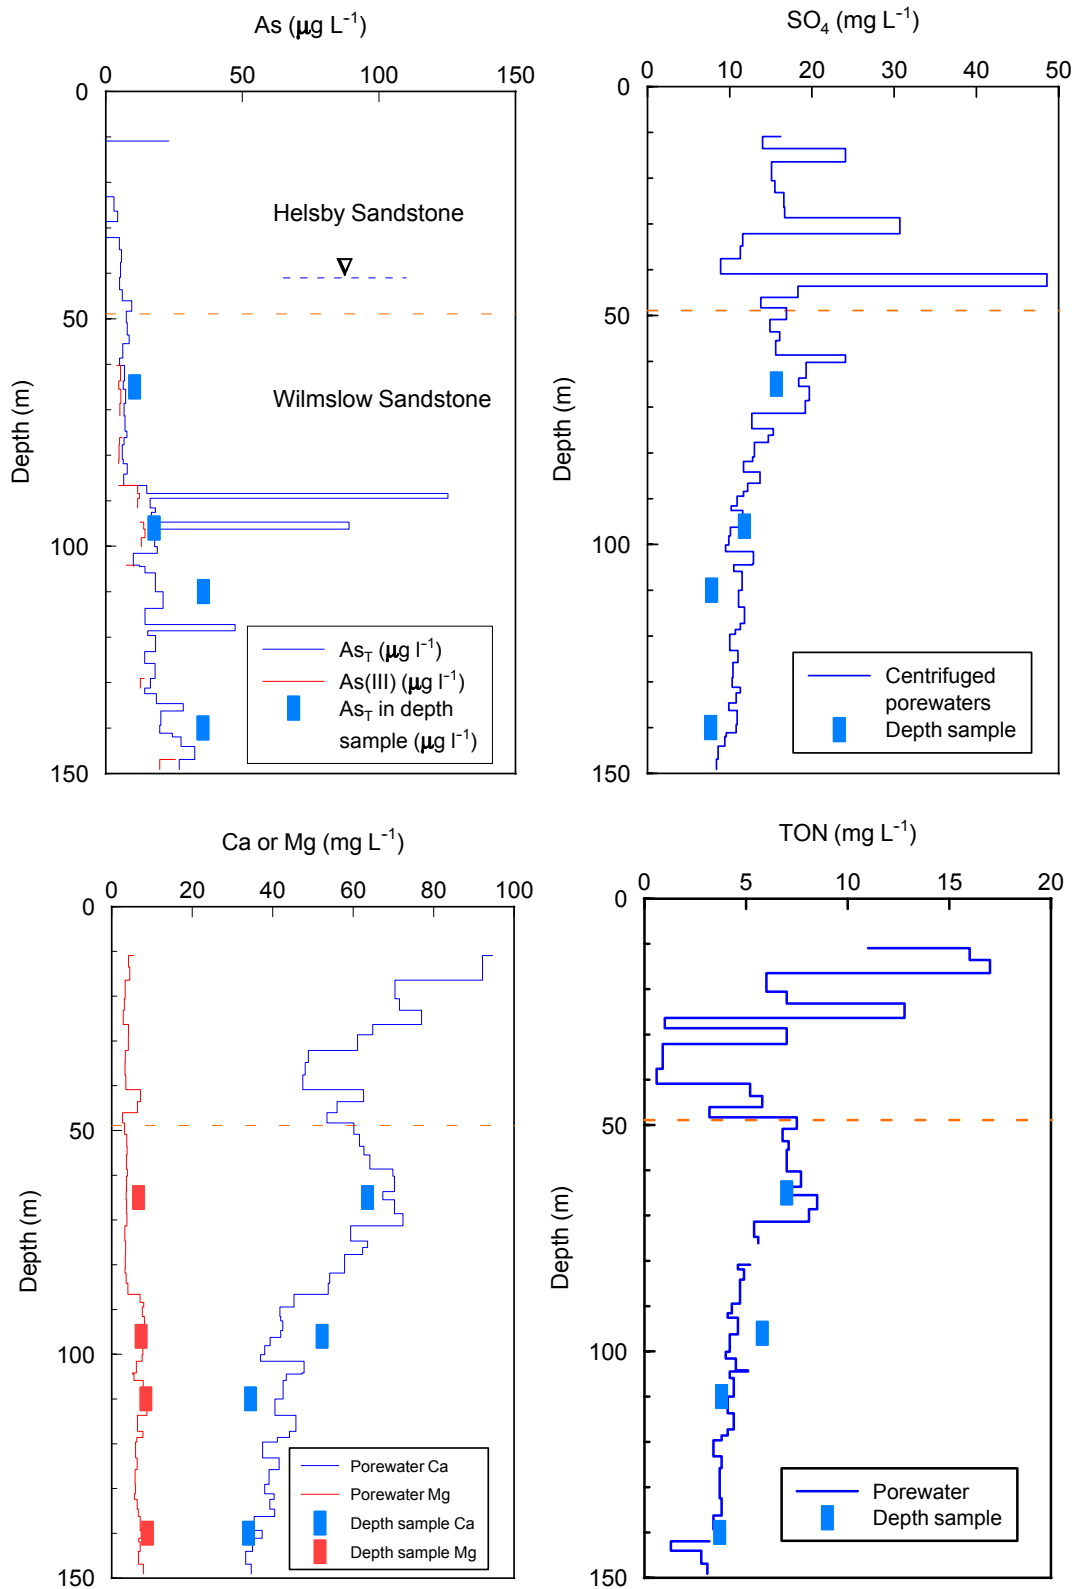 As (µg L⁻¹)
0 50 100 150
0
50
100
150
Depth (m)
Helsby Sandstone
Wilmslow Sandstone
As_T (µg l⁻¹)
As(III) (µg l⁻¹)
As_T in depth
sample (µg l⁻¹)
SO₄ (mg L⁻¹)
0 10 20 30 40 50
0
50
100
150
Depth (m)
Centrifuged
porewaters
Depth sample
Ca or Mg (mg L⁻¹)
0 20 40 60 80 100
0
50
100
150
Depth (m)
Porewater Ca
Porewater Mg
Depth sample Ca
Depth sample Mg
TON (mg L⁻¹)
0 5 10 15 20
0
50
100
150
Depth (m)
Porewater
Depth sample